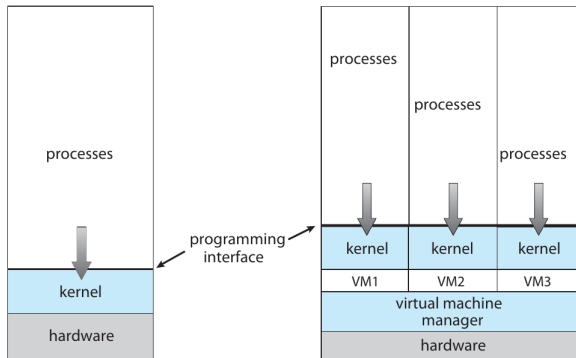 processes
kernel
hardware
programming
interface
processes
processes
processes
kernel
kernel
kernel
VM1
VM2
VM3
virtual machine
manager
hardware